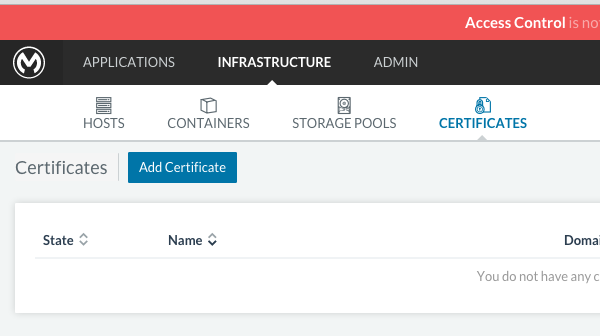 Access Control is no
APPLICATIONS INFRASTRUCTURE ADMIN
HOSTS CONTAINERS STORAGE POOLS CERTIFICATES
Certificates Add Certificate
State Name Domai
You do not have any c